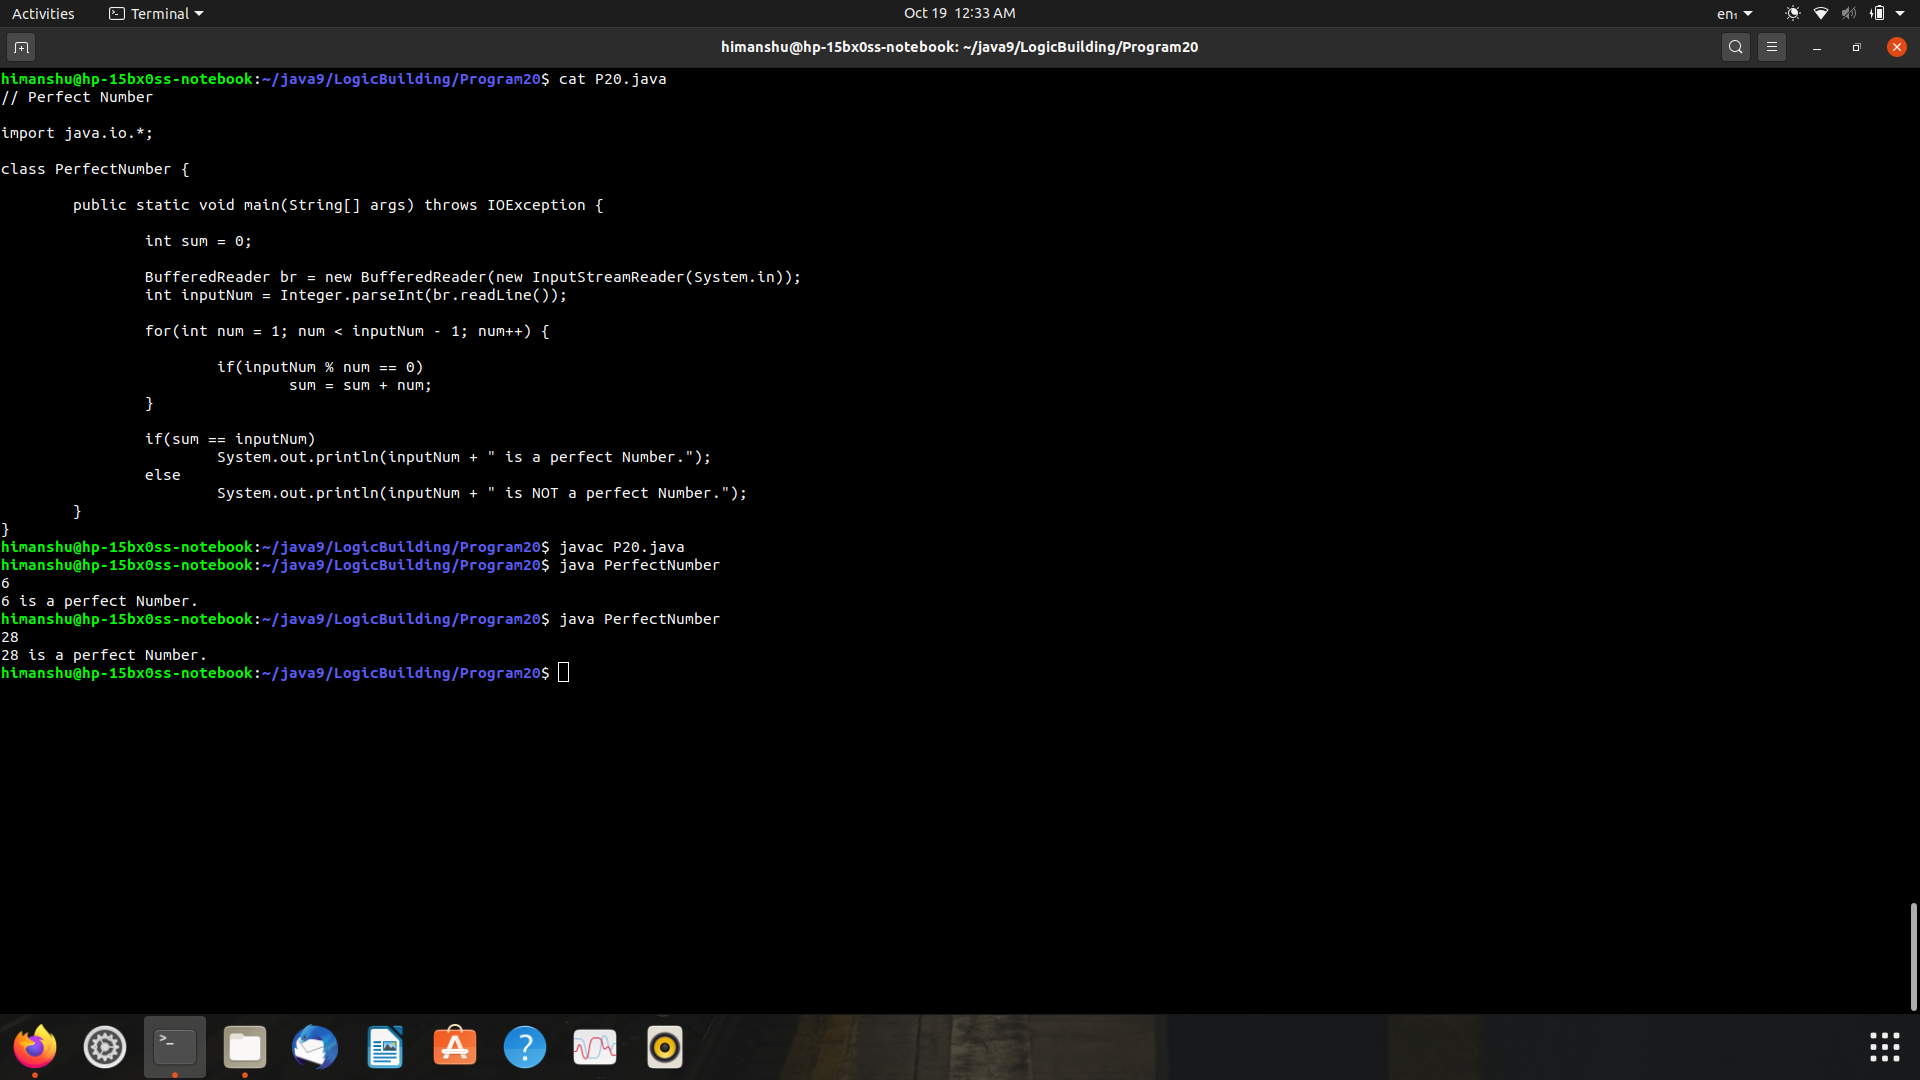 Activities Terminal Oct 19 12:33 AM en₁
himanshu@hp-15bx0ss-notebook: ~/java9/LogicBuilding/Program20
himanshu@hp-15bx0ss-notebook:~/java9/LogicBuilding/Program20$ cat P20.java
// Perfect Number
import java.io.*;
class PerfectNumber {
public static void main(String[] args) throws IOException {
int sum = 0;
BufferedReader br = new BufferedReader(new InputStreamReader(System.in));
int inputNum = Integer.parseInt(br.readLine());
for(int num = 1; num < inputNum - 1; num++) {
if(inputNum % num == 0)
sum = sum + num;
}
if(sum == inputNum)
System.out.println(inputNum + " is a perfect Number.");
else
System.out.println(inputNum + " is NOT a perfect Number.");
}
}
himanshu@hp-15bx0ss-notebook:~/java9/LogicBuilding/Program20$ javac P20.java
himanshu@hp-15bx0ss-notebook:~/java9/LogicBuilding/Program20$ java PerfectNumber
6
6 is a perfect Number.
himanshu@hp-15bx0ss-notebook:~/java9/LogicBuilding/Program20$ java PerfectNumber
28
28 is a perfect Number.
himanshu@hp-15bx0ss-notebook:~/java9/LogicBuilding/Program20$